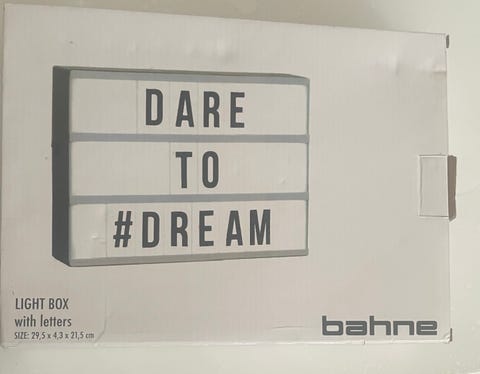 DARE
TO
#DREAM
LIGHT BOX
with letters
SIZE: 29,5 x 4,3 x 21,5 cm
bahne